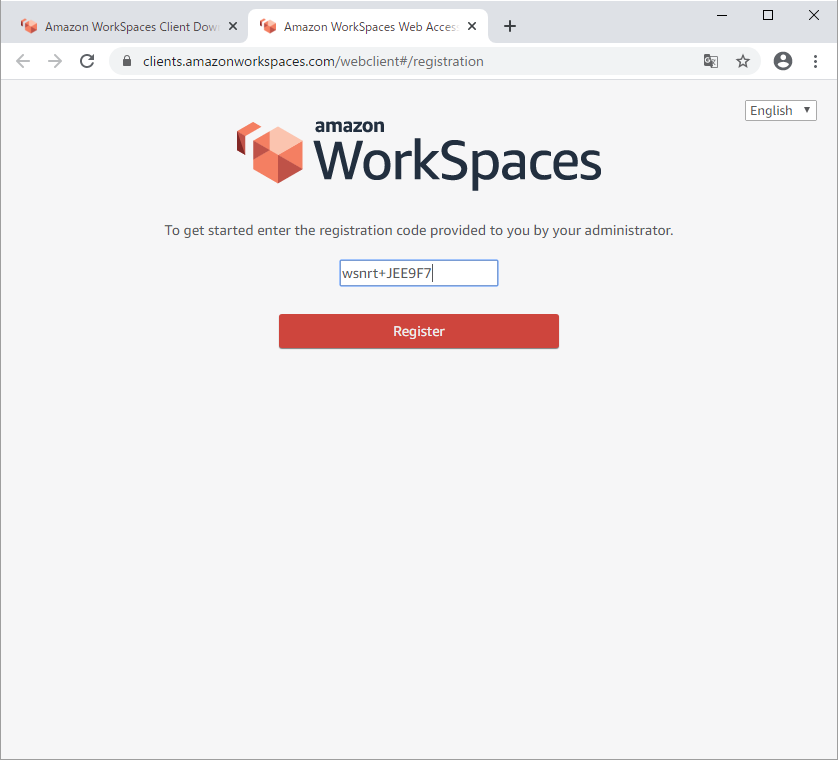 Amazon WorkSpaces Client Dow
Amazon WorkSpaces Web Access
clients.amazonworkspaces.com/webclient#/registration
English
amazon
WorkSpaces
To get started enter the registration code provided to you by your administrator.
wsnrt+JEE9F7
Register